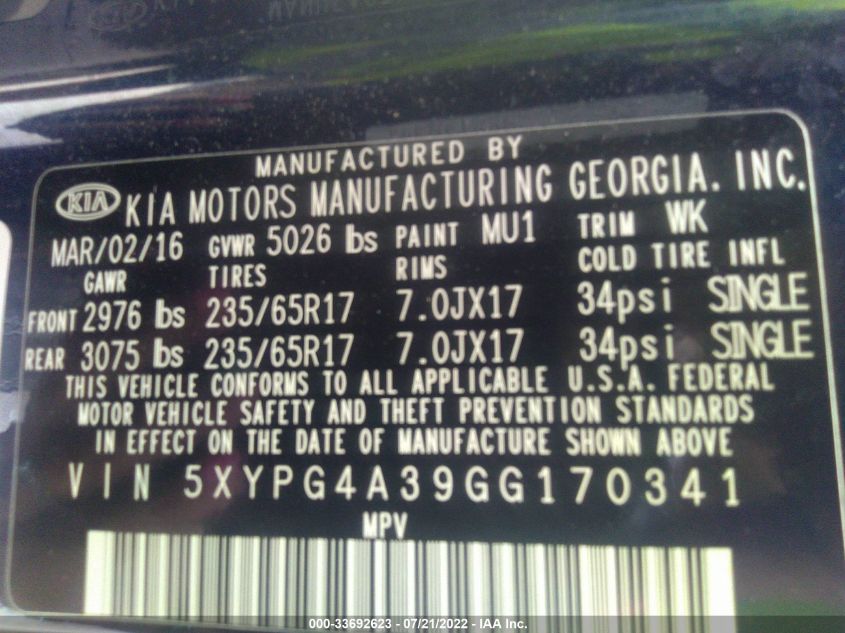 MANUFACTURED BY
KIA KIA MOTORS MANUFACTURING GEORGIA. INC.
MAR/02/16 GVWR 5026 lbs PAINT MU1 TRIM WK
GAWR TIRES RIMS COLD TIRE INFL
FRONT 2976 lbs 235/65R17 7.0JX17 34psi SINGLE
REAR 3075 lbs 235/65R17 7.0JX17 34psi SINGLE
THIS VEHICLE CONFORMS TO ALL APPLICABLE U.S.A. FEDERAL
MOTOR VEHICLE SAFETY AND THEFT PREVENTION STANDARDS
IN EFFECT ON THE DATE OF MANUFACTURE SHOWN ABOVE
VIN 5XYPG4A39GG170341
MPV
000-33692623 - 07/21/2022 - IAA Inc.